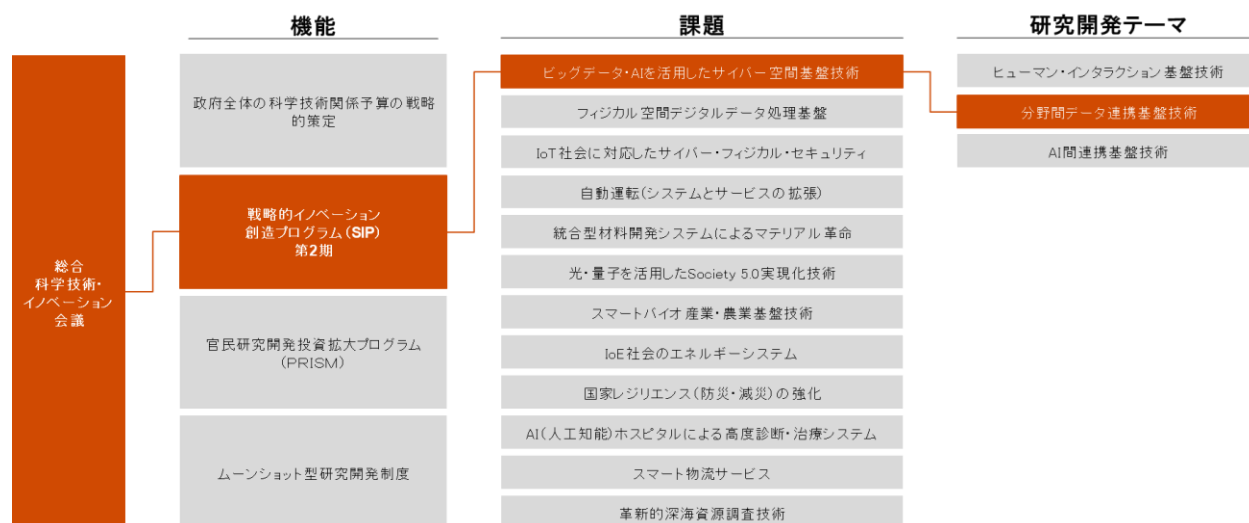 機能
課題
研究開発テーマ
総合
科学技術・
イノベーション
会議
政府全体の科学技術関係予算の戦略
的策定
戦略的イノベーション
創造プログラム(SIP)
第2期
官民研究開発投資拡大プログラム
(PRISM)
ムーンショット型研究開発制度
ビッグデータ・AIを活用したサイバー空間基盤技術
フィジカル空間デジタルデータ処理基盤
IoT社会に対応したサイバー・フィジカル・セキュリティ
自動運転(システムとサービスの拡張)
統合型材料開発システムによるマテリアル革命
光・量子を活用したSociety 5.0実現化技術
スマートバイオ産業・農業基盤技術
IoE社会のエネルギーシステム
国家レジリエンス(防災・減災)の強化
AI(人工知能)ホスピタルによる高度診断・治療システム
スマート物流サービス
革新的深海資源調査技術
ヒューマン・インタラクション基盤技術
分野間データ連携基盤技術
AI間連携基盤技術